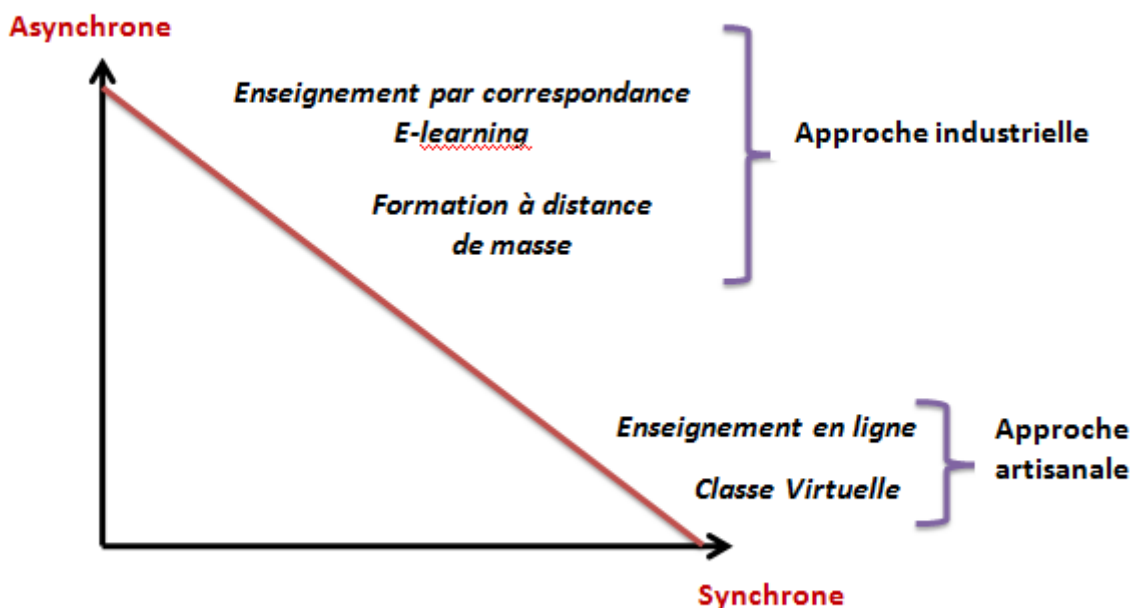 Asynchrone
Enseignement par correspondance
E-learning
Approche industrielle
Formation à distance
de masse
Enseignement en ligne
Classe Virtuelle
Approche
artisanale
Synchrone